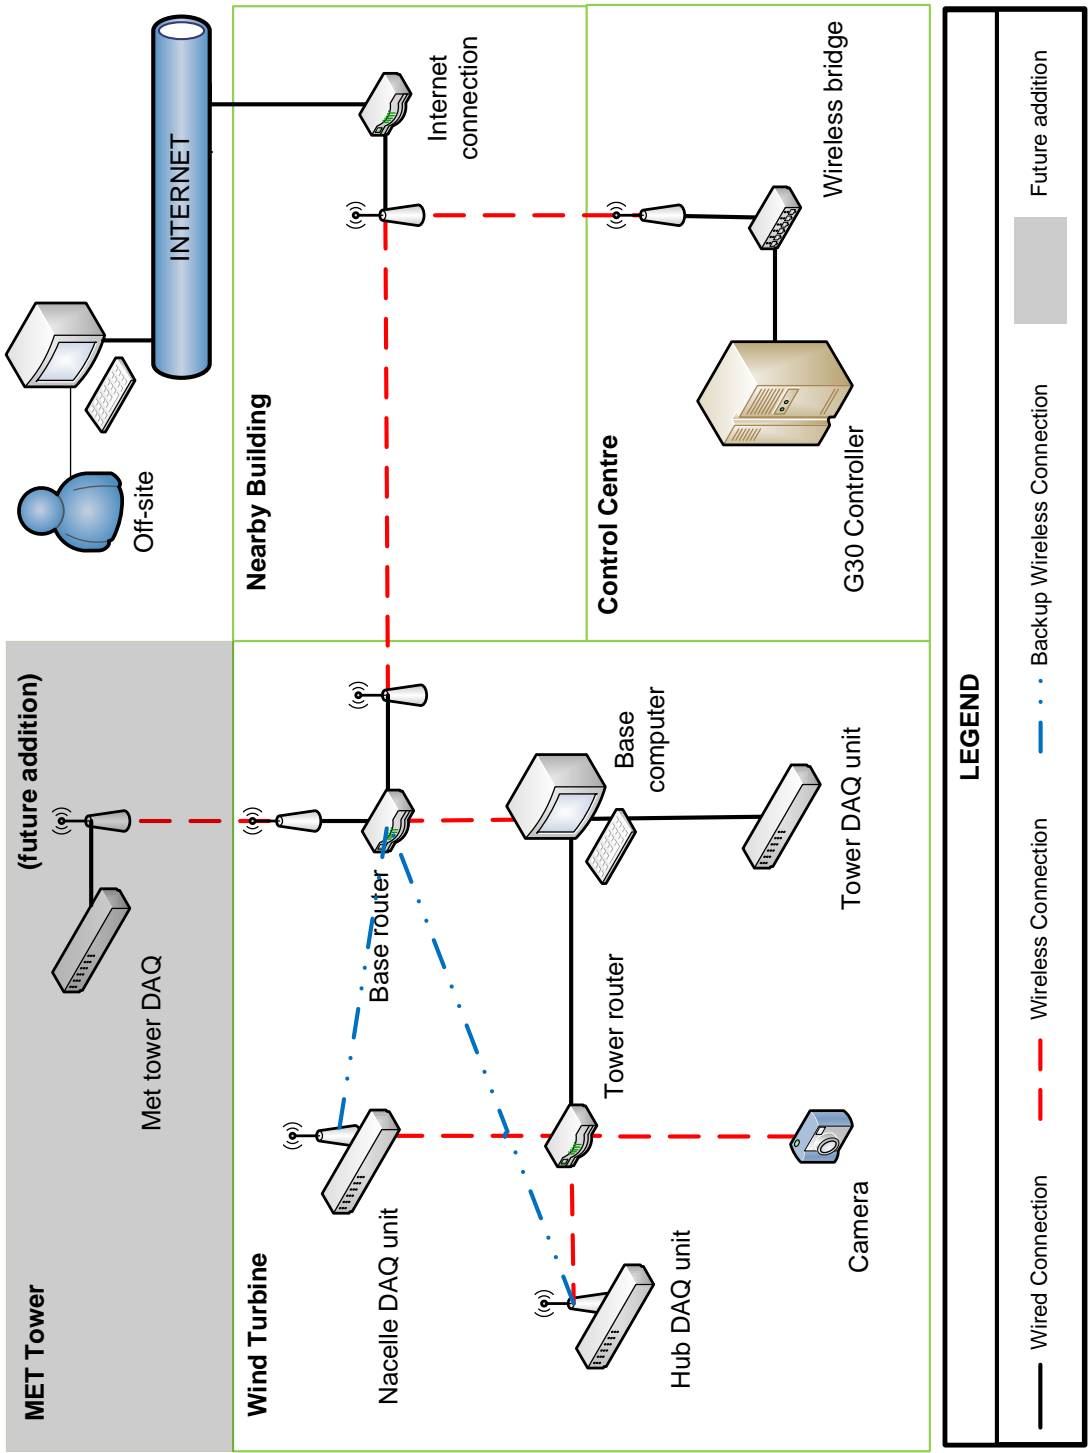 MET Tower
(future addition)
Met tower DAQ
Off-site
INTERNET
Wind Turbine
Nacelle DAQ unit
Base router
Hub DAQ unit
Tower router
Base
computer
Camera
Tower DAQ unit
Nearby Building
Internet
connection
Control Centre
G30 Controller
Wireless bridge
LEGEND
Wired Connection
Wireless Connection
Backup Wireless Connection
Future addition